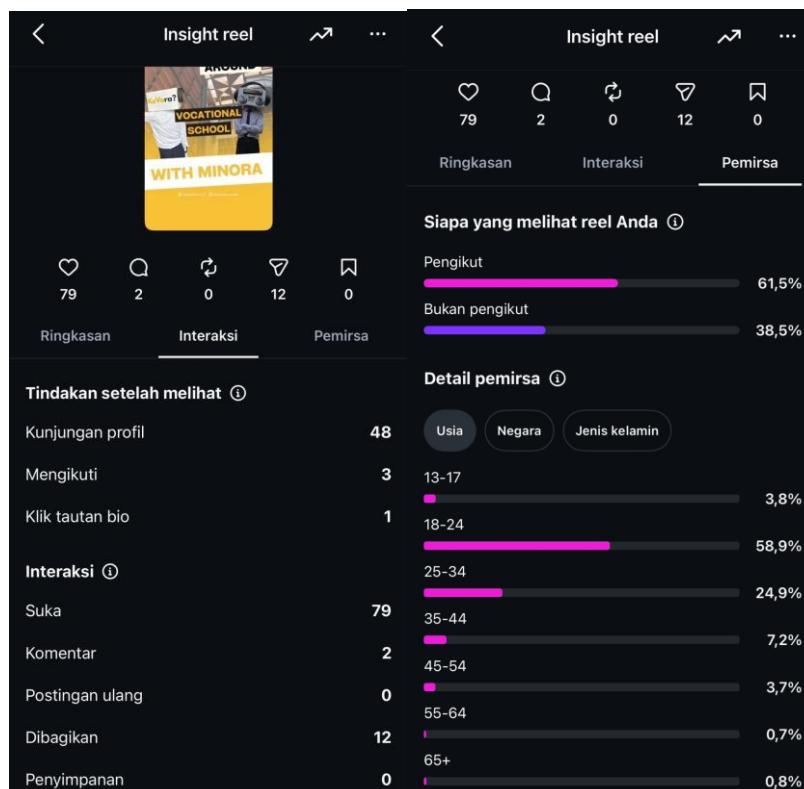 Insight reel
AROUND
KaVoro?
VOCATIONAL
SCHOOL
WITH MINORA
79 2 0 12 0
Ringkasan Interaksi Pemirsa
Tindakan setelah melihat
Kunjungan profil 48
Mengikuti 3
Klik tautan bio 1
Interaksi
Suka 79
Komentar 2
Postingan ulang 0
Dibagikan 12
Penyimpanan 0
Insight reel
79 2 0 12 0
Ringkasan Interaksi Pemirsa
Siapa yang melihat reel Anda
Pengikut
61,5%
Bukan pengikut
38,5%
Detail pemirsa
Usia Negara Jenis kelamin
13-17
3,8%
18-24
58,9%
25-34
24,9%
35-44
7,2%
45-54
3,7%
55-64
0,7%
65+
0,8%